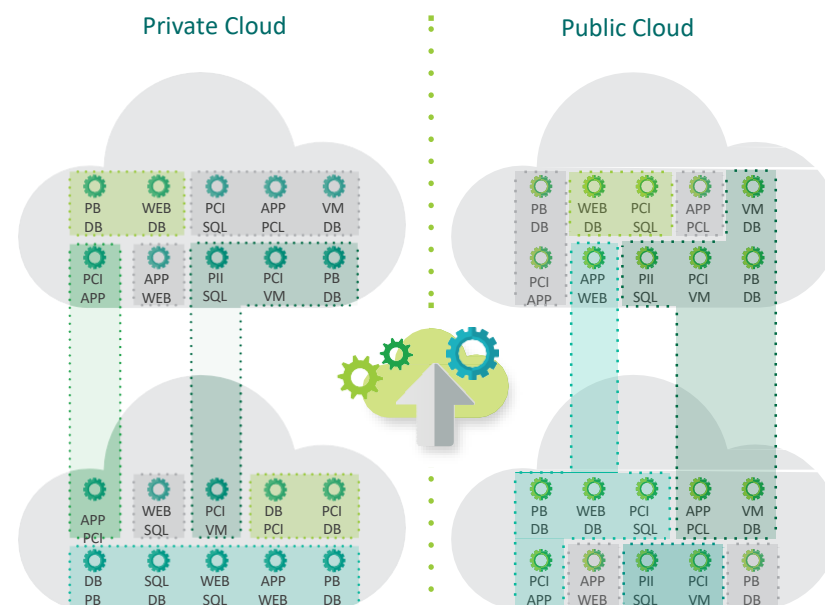 Private Cloud
Public Cloud
PB WEB PCI APP VM
DB DB SQL PCL DB
PCI APP PII PCI PB
APP WEB SQL VM DB
PB WEB PCI APP VM
DB DB SQL PCL DB
PCI APP PII PCI PB
APP WEB SQL VM DB
APP WEB PCI DB PCI
PCI SQL VM PCI DB
DB SQL WEB APP PB
PB DB SQL WEB DB
PB WEB PCI APP VM
DB DB SQL PCL DB
PCI APP PII PCI PB
APP WEB SQL VM DB